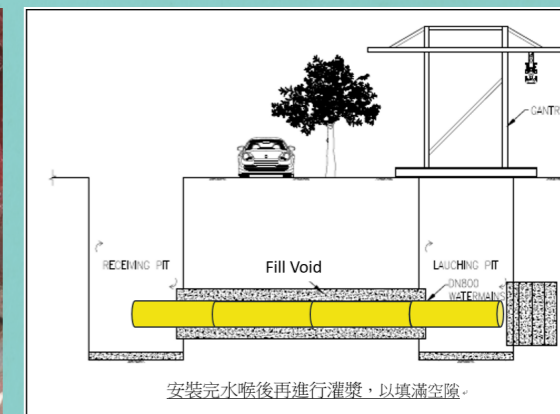 GANTR
RECEIVING PIT
Fill Void
LAUCHING PIT
DN800
WATERMAINS
安裝完水喉後再進行灌漿，以填滿空隙